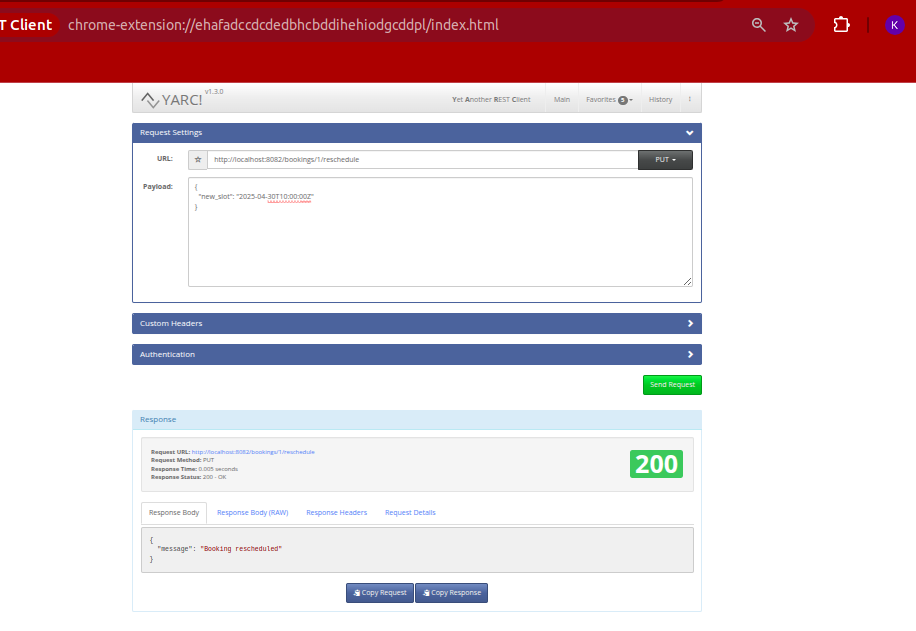 T Client chrome-extension://ehafadccdcdedbhcbddihehiodgcddpl/index.html K
YARC! v1.3.0 Yet Another REST Client Main Favorites 5 History
Request Settings
URL: http://localhost:8082/bookings/1/reschedule PUT
Payload: {
"new_slot": "2025-04-30T10:00:00Z"
}
Custom Headers
Authentication
Send Request
Response
Request URL: http://localhost:8082/bookings/1/reschedule
Request Method: PUT
Response Time: 0.005 seconds
Response Status: 200 - OK
200
Response Body Response Body (RAW) Response Headers Request Details
{
"message": "Booking rescheduled"
}
Copy Request Copy Response